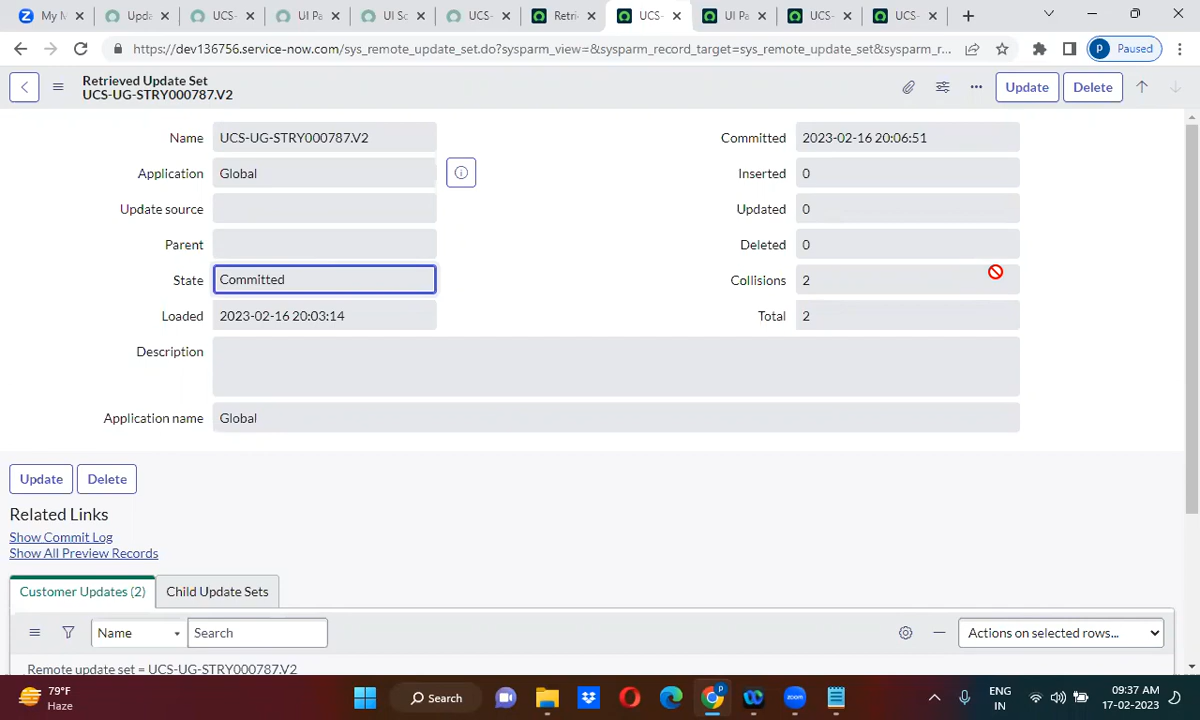 My M
Upda
UCS-
UI Pa
UI Sc
UCS-
Retri
UCS-
UI Pa
UCS-
UCS-
https://dev136756.service-now.com/sys_remote_update_set.do?sysparm_view=&sysparm_record_target=sys_remote_update_set&sysparm_r...
P Paused
Retrieved Update Set
UCS-UG-STRY000787.V2
Update
Delete
Name UCS-UG-STRY000787.V2
Committed 2023-02-16 20:06:51
Application Global
Inserted 0
Update source
Updated 0
Parent
Deleted 0
State Committed
Collisions 2
Loaded 2023-02-16 20:03:14
Total 2
Description
Application name Global
Update
Delete
Related Links
Show Commit Log
Show All Preview Records
Customer Updates (2)
Child Update Sets
Name
Search
Actions on selected rows...
Remote update set = UCS-UG-STRY000787.V2
79°F
Haze
Search
P
zoom
ENG
IN
09:37 AM
17-02-2023